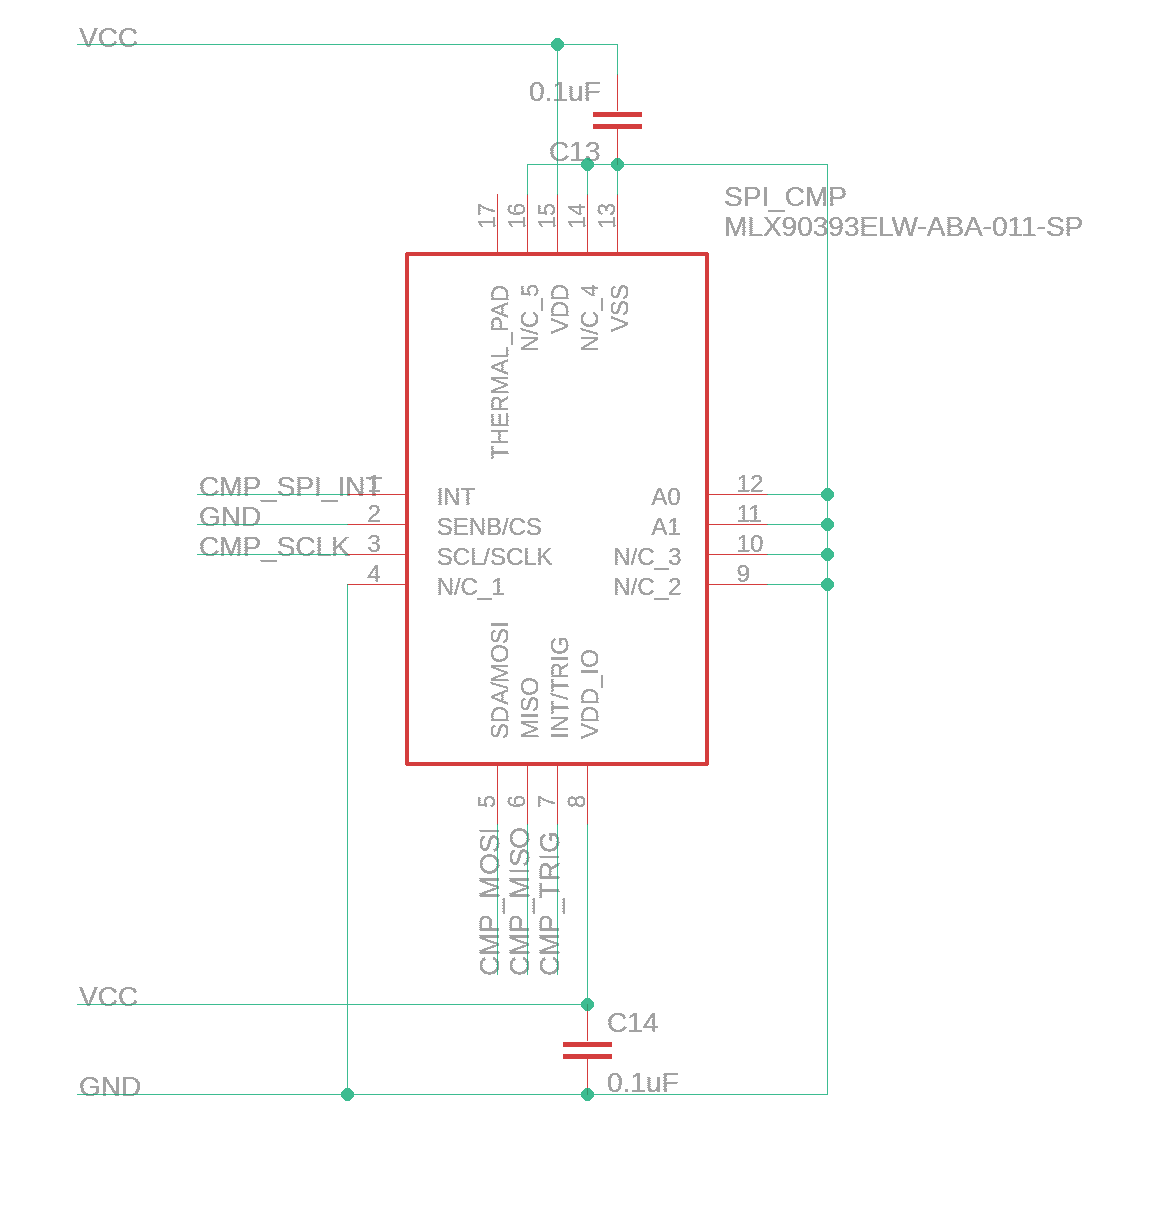 VCC
0.1uF
C13
SPI_CMP
MLX90393ELW-ABA-011-SP
17
16
15
14
13
THERMAL_PAD
N/C_5
VDD
N/C_4
VSS
CMP_SPI_INT
1
INT
A0
12
GND
2
SENB/CS
A1
11
CMP_SCLK
3
SCL/SCLK
N/C_3
10
4
N/C_1
N/C_2
9
SDA/MOSI
MISO
INT/TRIG
VDD_IO
5
6
7
8
CMP_MOSI
CMP_MISO
CMP_TRIG
VCC
C14
GND
0.1uF